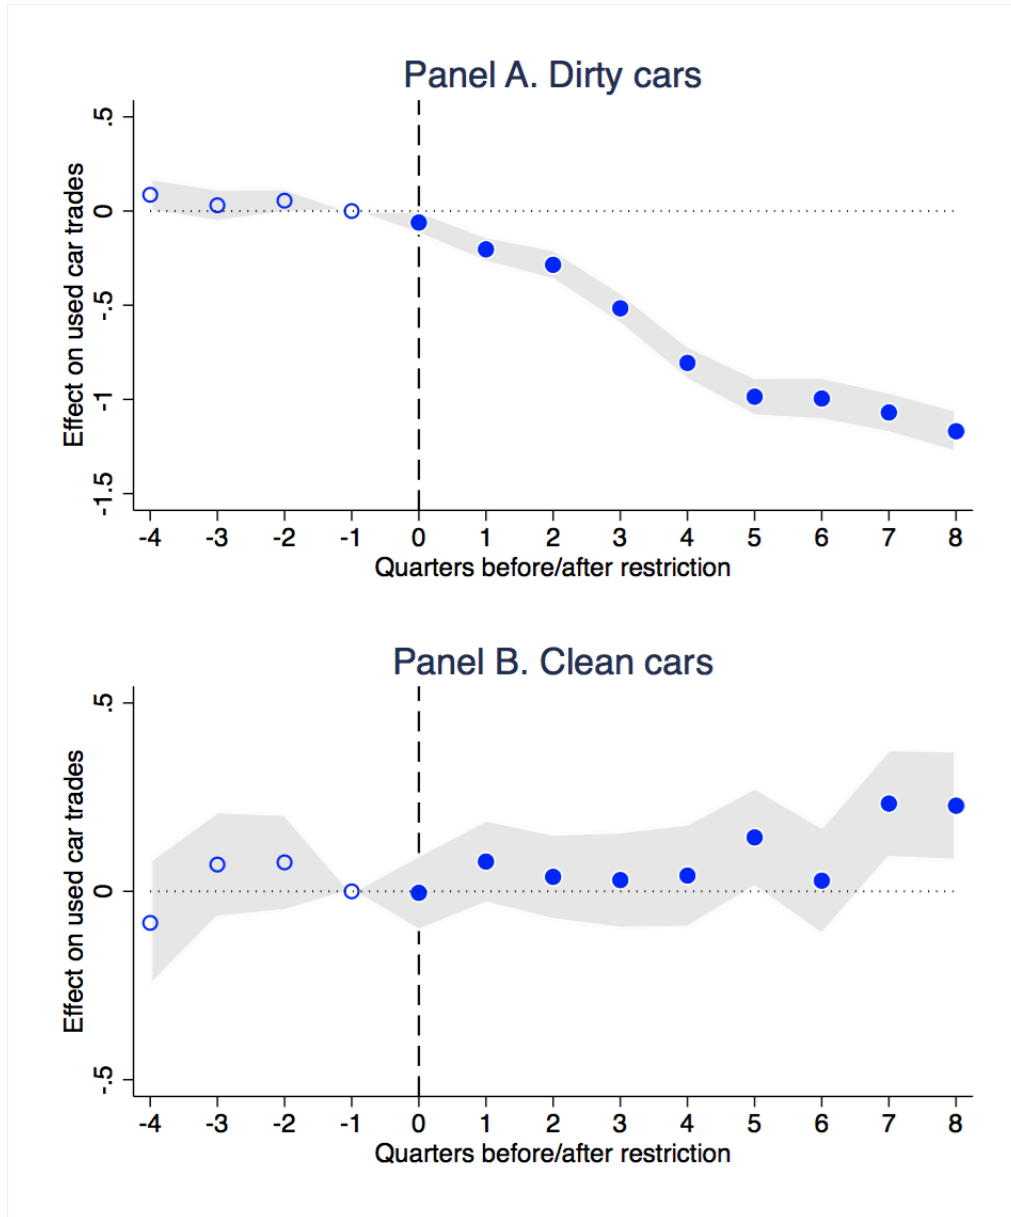 Panel A. Dirty cars
Effect on used car trades
.5
0
-.5
-1
-1.5
-4 -3 -2 -1 0 1 2 3 4 5 6 7 8
Quarters before/after restriction
Panel B. Clean cars
Effect on used car trades
.5
0
-.5
-4 -3 -2 -1 0 1 2 3 4 5 6 7 8
Quarters before/after restriction